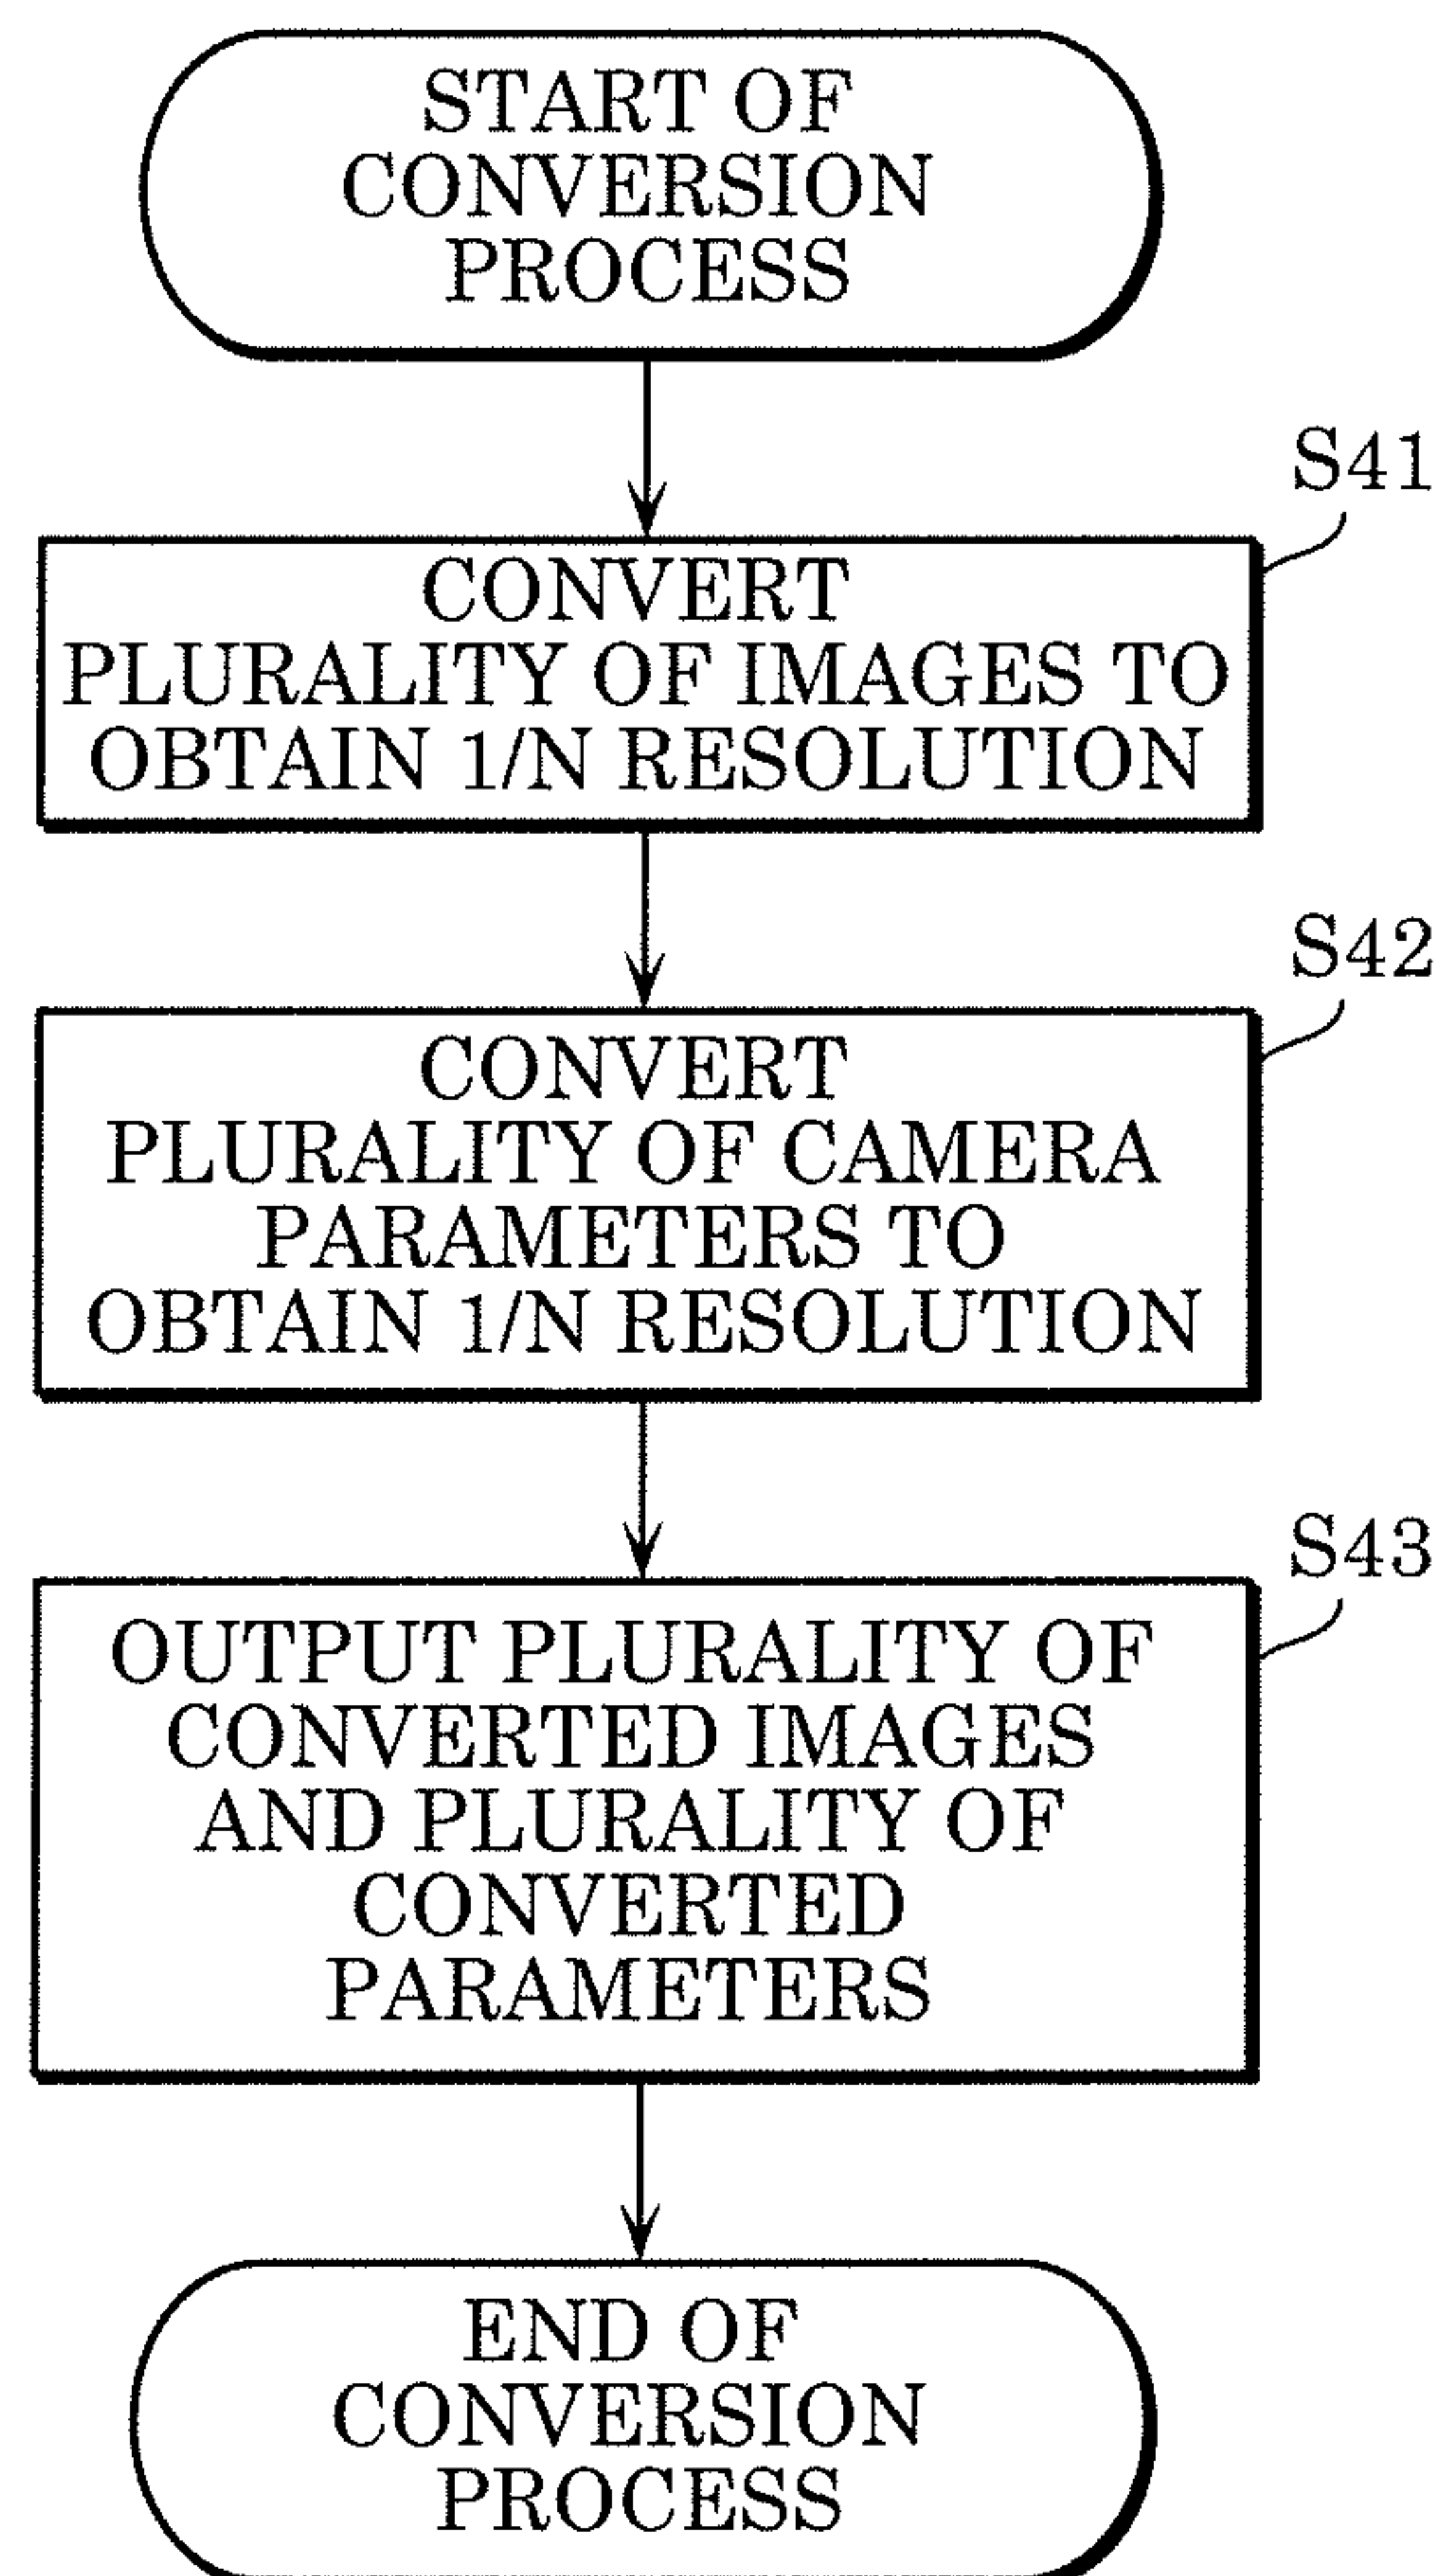 START OF
CONVERSION
PROCESS
S41
CONVERT
PLURALITY OF IMAGES TO
OBTAIN 1/N RESOLUTION
S42
CONVERT
PLURALITY OF CAMERA
PARAMETERS TO
OBTAIN 1/N RESOLUTION
S43
OUTPUT PLURALITY OF
CONVERTED IMAGES
AND PLURALITY OF
CONVERTED
PARAMETERS
END OF
CONVERSION
PROCESS